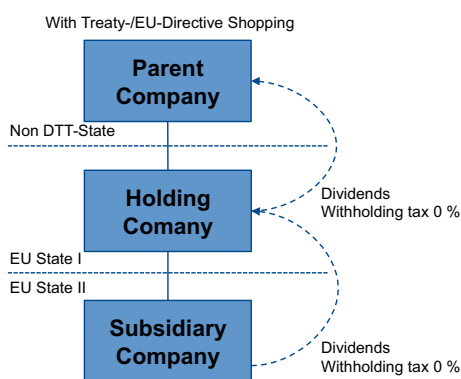 With Treaty-/EU-Directive Shopping
Parent
Company
Non DTT-State
Holding
Comany
Dividends
Withholding tax 0 %
EU State I
EU State II
Subsidiary
Company
Dividends
Withholding tax 0 %